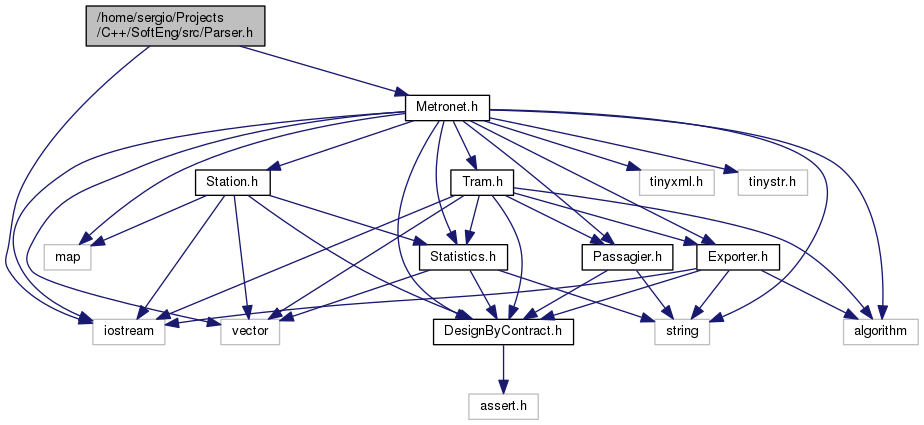 /home/sergio/Projects
/C++/SoftEng/src/Parser.h
Metronet.h
Station.h
Tram.h
tinyxml.h
tinystr.h
map
Statistics.h
Passagier.h
Exporter.h
iostream
vector
DesignByContract.h
string
algorithm
assert.h